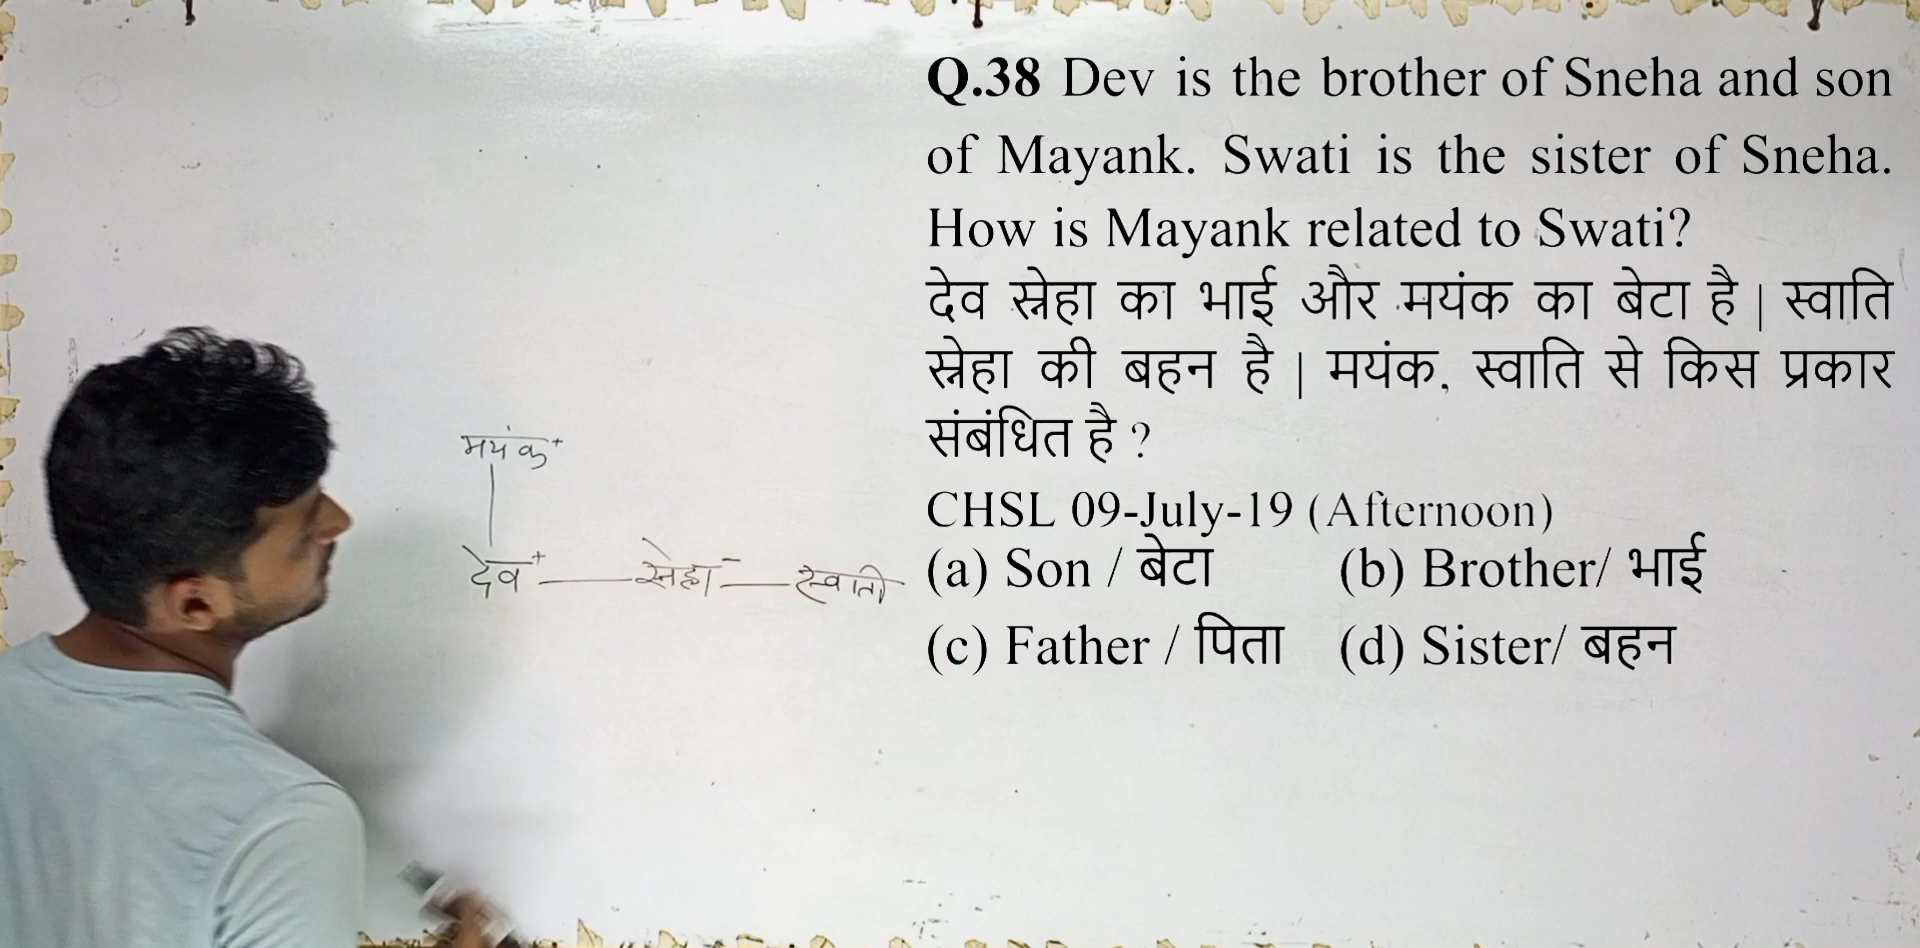 Q.38 Dev is the brother of Sneha and son
of Mayank. Swati is the sister of Sneha.
How is Mayank related to Swati?
देव स्नेहा का भाई और मयंक का बेटा है | स्वाति
स्नेहा की बहन है | मयंक, स्वाति से किस प्रकार
संबंधित है ?
CHSL 09-July-19 (Afternoon)
(a) Son / बेटा (b) Brother/ भाई
(c) Father / पिता (d) Sister/ बहन
मयंक +
देव + स्नेहा - स्वाती